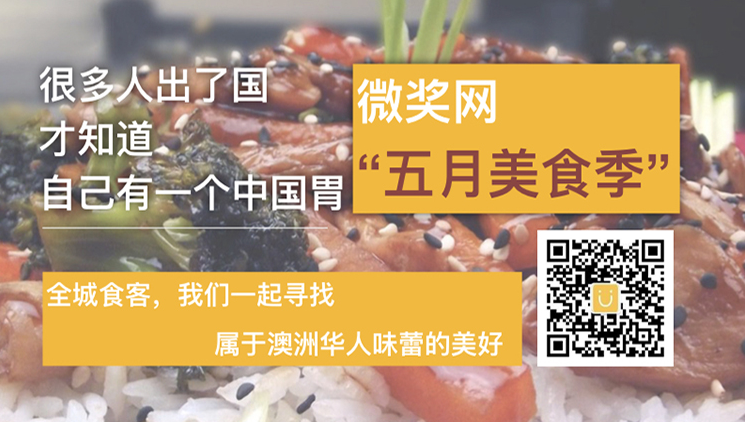 很多人出了国
才知道
自己有一个中国胃
微奖网
“五月美食季”
全城食客，我们一起寻找
属于澳洲华人味蕾的美好